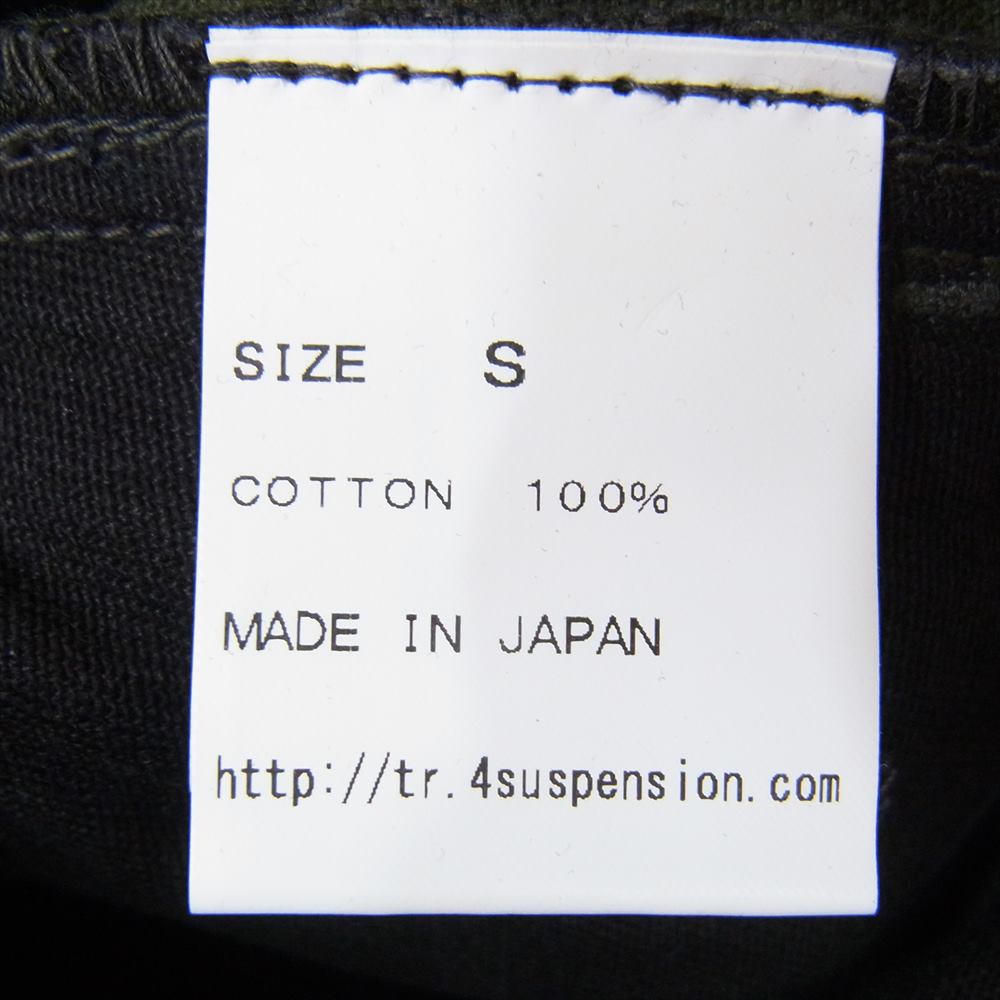 SIZE S
COTTON 100%
MADE IN JAPAN
http://tr.4suspension.com